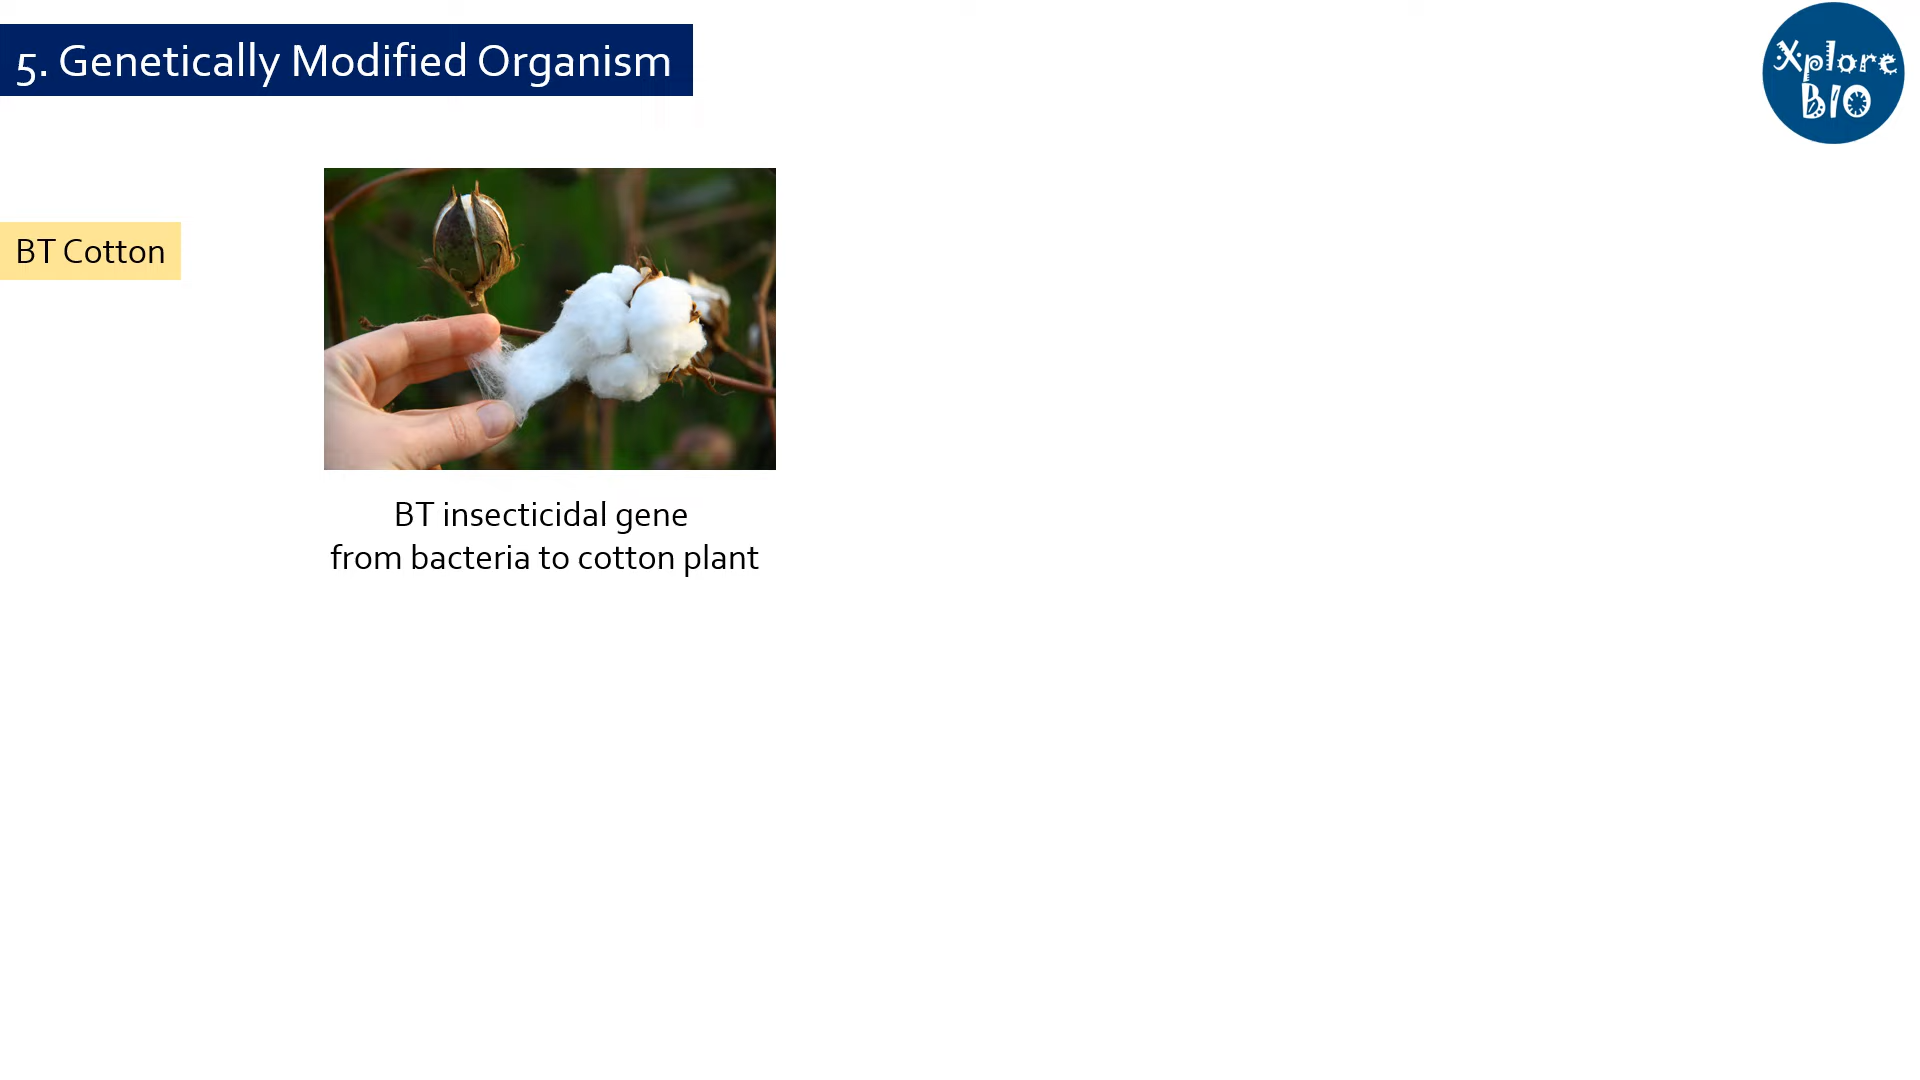 5. Genetically Modified Organism
Xplore
BIO
BT Cotton
BT insecticidal gene
from bacteria to cotton plant